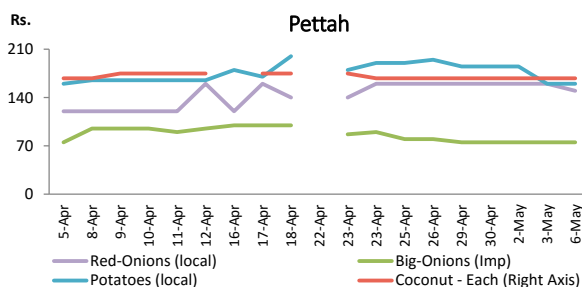 Rs.
Pettah
210
140
70
0
5-Apr
8-Apr
9-Apr
10-Apr
11-Apr
12-Apr
16-Apr
17-Apr
18-Apr
22-Apr
23-Apr
23-Apr
25-Apr
26-Apr
29-Apr
30-Apr
2-May
3-May
6-May
Red-Onions (local)
Big-Onions (Imp)
Potatoes (local)
Coconut - Each (Right Axis)